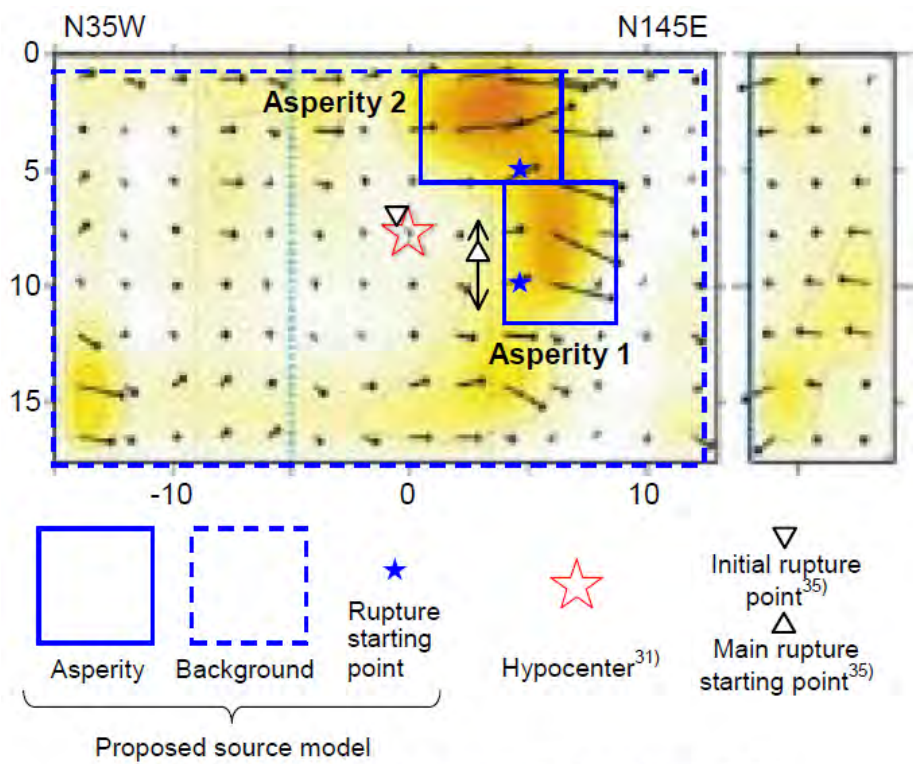 N35W N145E
0
Asperity 2
5
10
Asperity 1
15
-10 0 10
Asperity
Background
Rupture
starting
point
Hypocenter31)
Initial rupture
point35)
Main rupture
starting point35)
Proposed source model